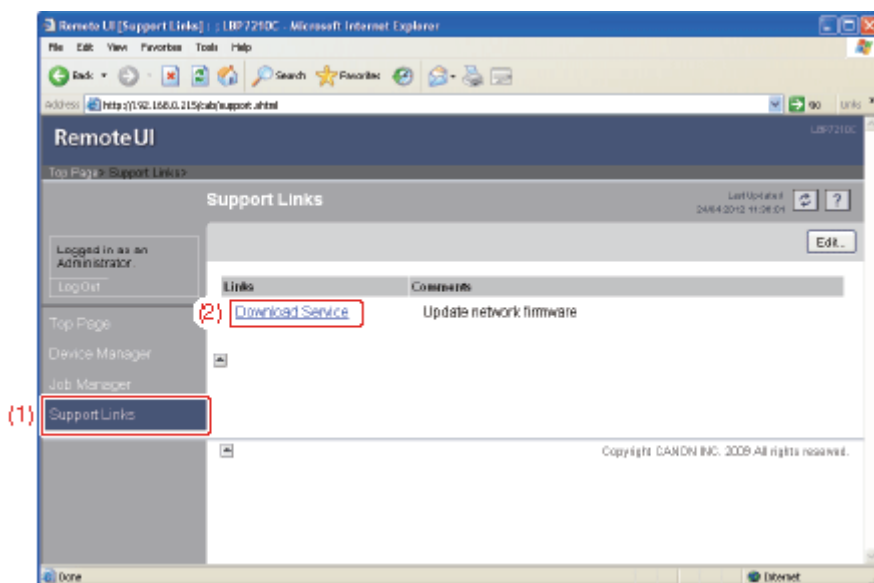 Remote UI [Support Links] : : LBP7210C - Microsoft Internet Explorer
File Edit View Favorites Tools Help
Back Search Favorites
Address http://192.168.0.215/cab/support.shtml go Links
Remote UI
LBP7210C
Top Page> Support Links>
Support Links
Last Updated
24/04 2012 11:36:01
?
Logged in as an
Administrator.
Edit...
Log Out
Links Comments
(2) Download Service Update network firmware
Top Page
Device Manager
Job Manager
(1) Support Links
Copyright CANON INC. 2009 All rights reserved.
Done Internet